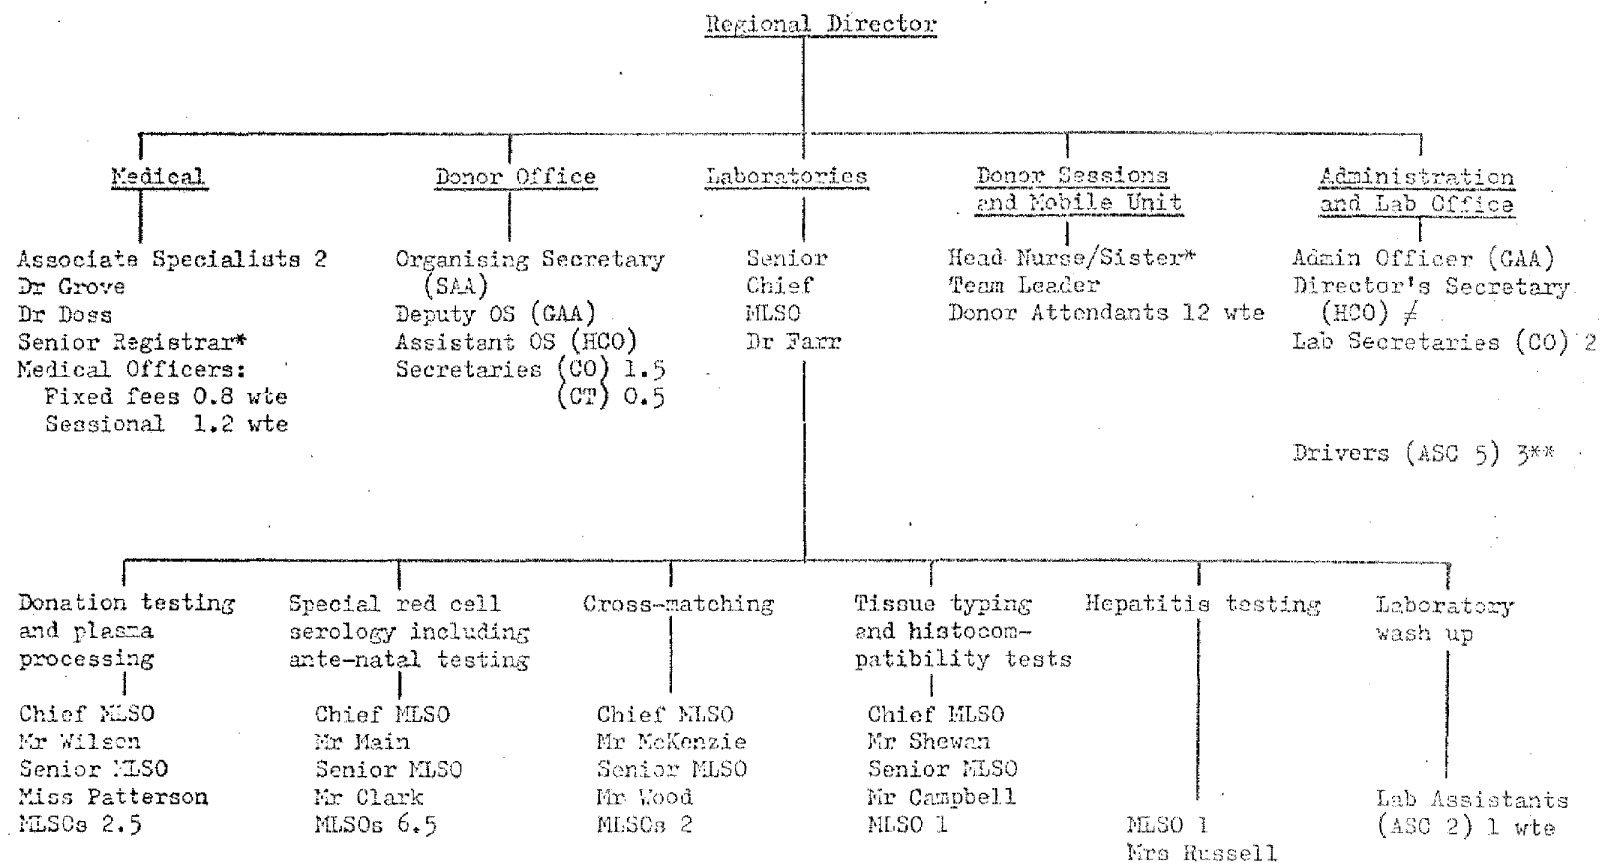 Regional Director
Medical
Donor Office
Laboratories
Donor Sessions
and Mobile Unit
Administration
and Lab Office
Associate Specialists 2
Dr Grove
Dr Doss
Senior Registrar*
Medical Officers:
Fixed fees 0.8 wte
Sessional 1.2 wte
Organising Secretary
(SAA)
Deputy OS (GAA)
Assistant OS (HCO)
Secretaries (CO) 1.5
(CT) 0.5
Senior
Chief
MLSO
Dr Farr
Head Nurse/Sister*
Team Leader
Donor Attendants 12 wte
Admin Officer (GAA)
Director's Secretary
(HCO) ≠
Lab Secretaries (CO) 2
Drivers (ASC 5) 3**
Donation testing
and plasma
processing
Chief MLSO
Mr Wilson
Senior MLSO
Miss Patterson
MLSOs 2.5
Special red cell
serology including
ante-natal testing
Chief MLSO
Mr Main
Senior MLSO
Mr Clark
MLSOs 6.5
Cross-matching
Chief MLSO
Mr McKenzie
Senior MLSO
Mr Wood
MLSOs 2
Tissue typing
and histocom-
patibility tests
Chief MLSO
Mr Shewan
Senior MLSO
Mr Campbell
MLSO 1
Hepatitis testing
MLSO 1
Mrs Russell
Laboratory
wash up
Lab Assistants
(ASC 2) 1 wte